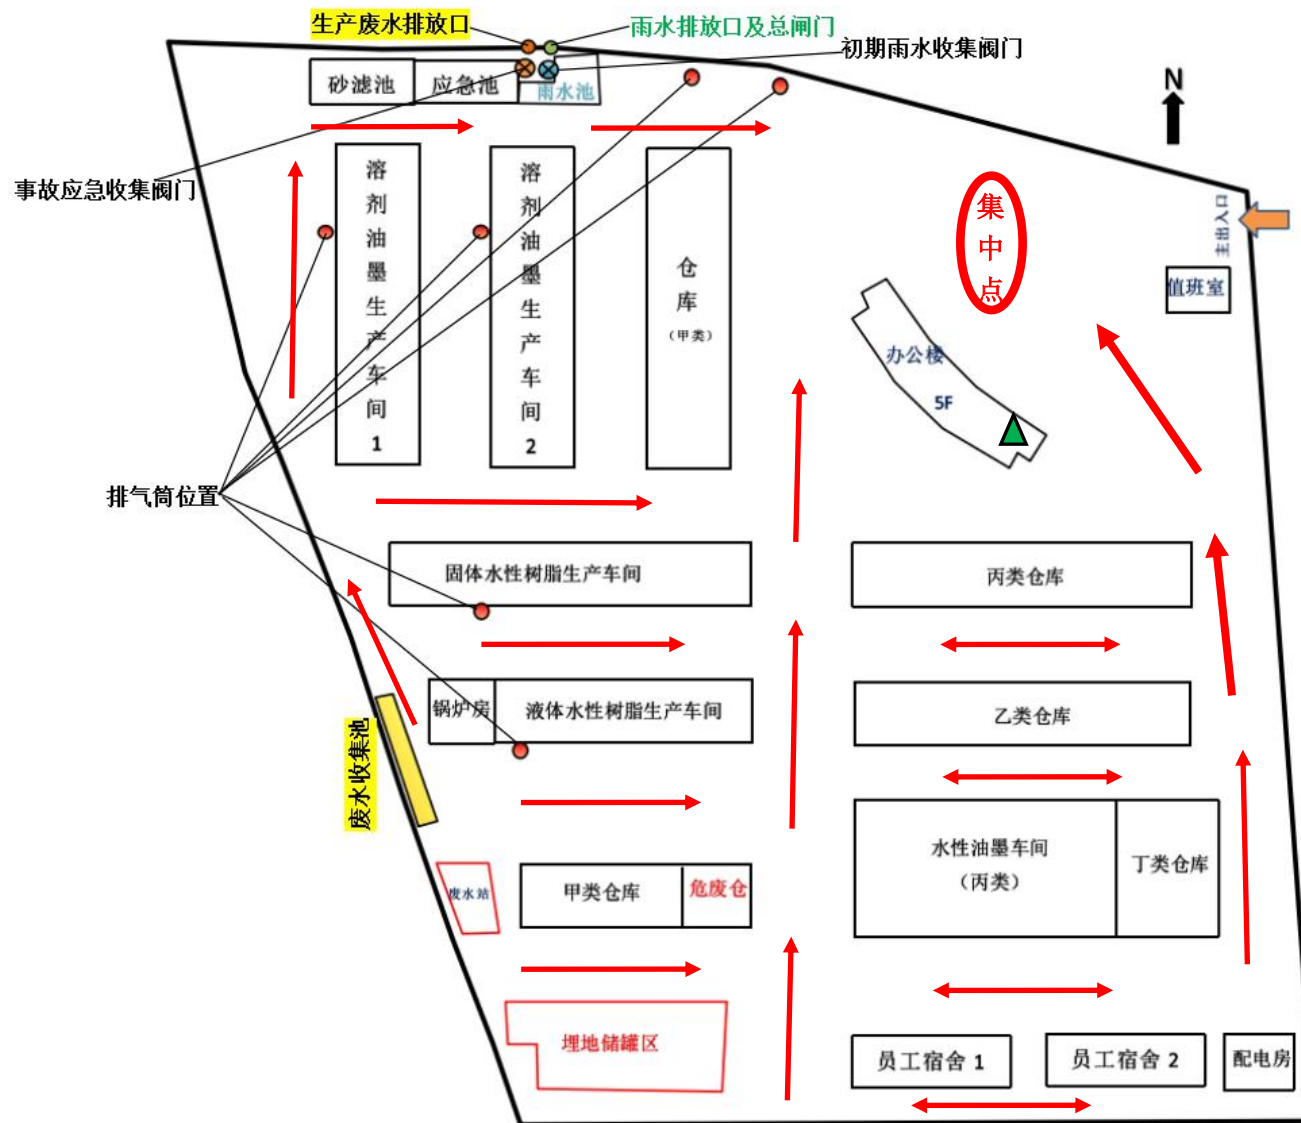 生产废水排放口
雨水排放口及总闸门
初期雨水收集阀门
砂滤池
应急池
雨水池
N
事故应急收集阀门
溶剂油墨生产车间1
溶剂油墨生产车间2
仓库
（甲类）
集中点
主出入口
值班室
办公楼
5F
排气筒位置
固体水性树脂生产车间
丙类仓库
锅炉房
液体水性树脂生产车间
乙类仓库
废水收集池
水性油墨车间
（丙类）
丁类仓库
废水站
甲类仓库
危废仓
埋地储罐区
员工宿舍 1
员工宿舍 2
配电房